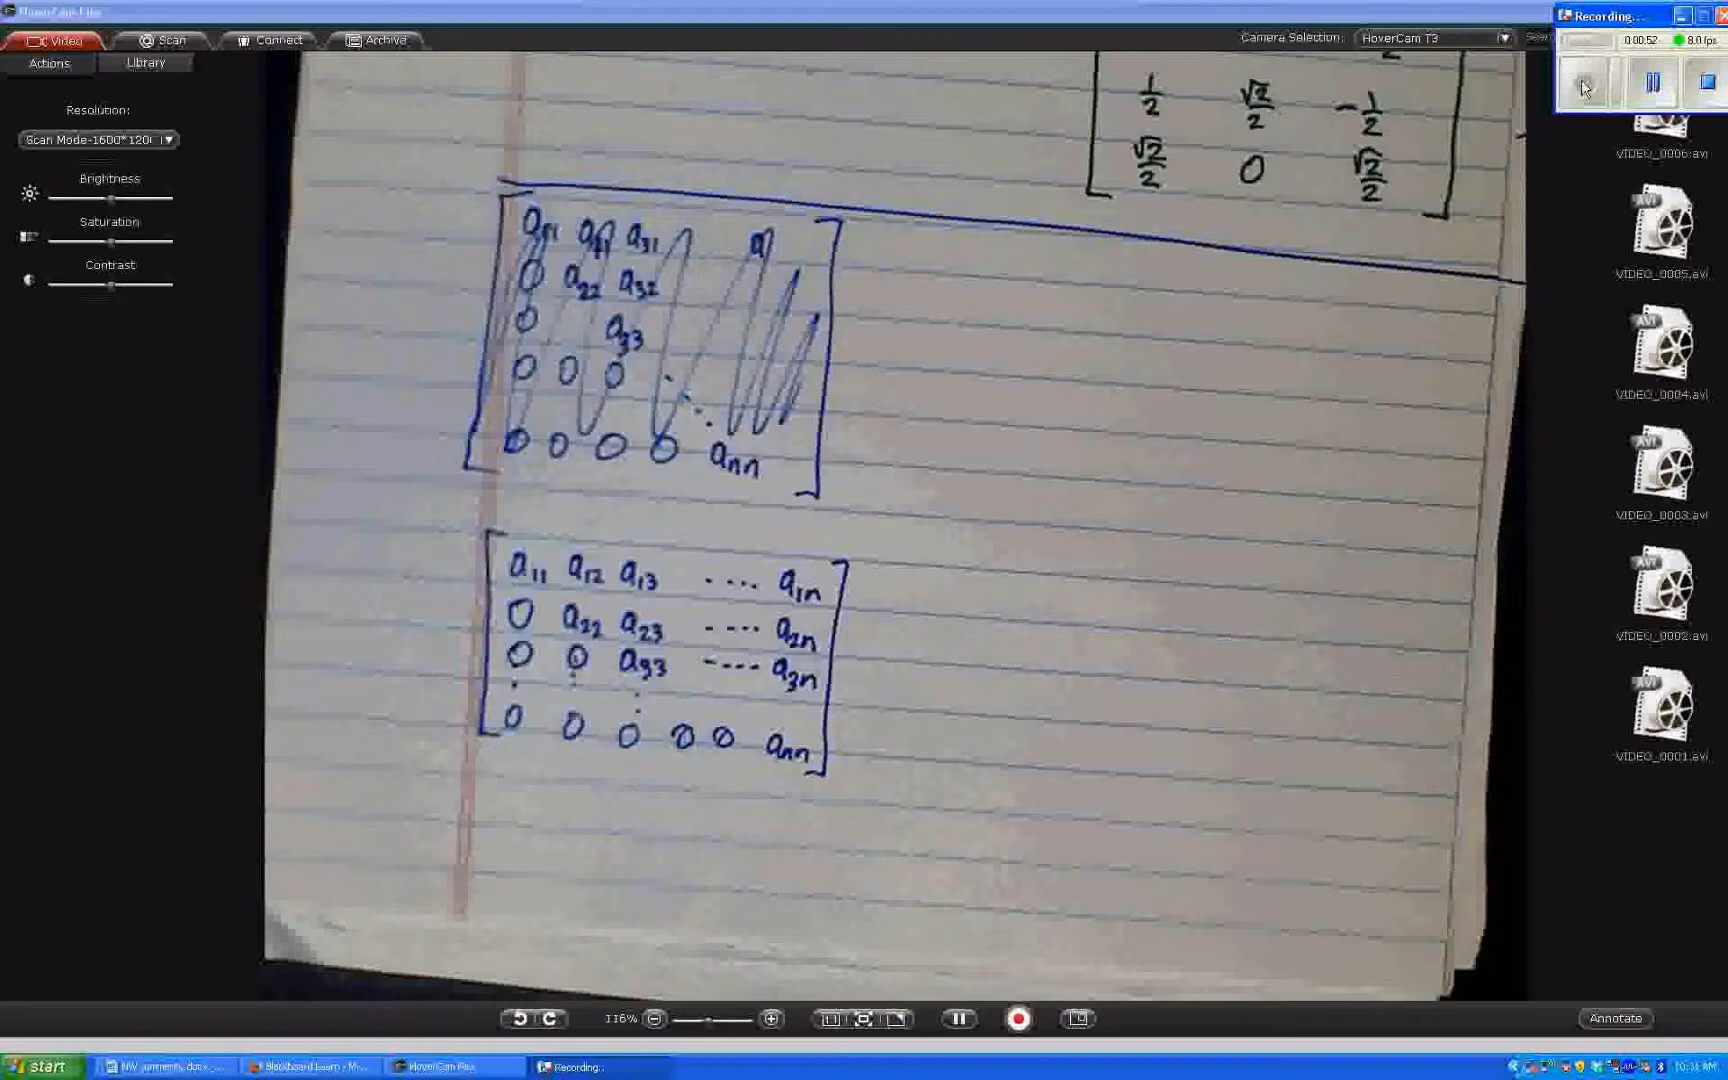 HoverCam Flex
Recording...
Video Scan Connect Archive
Camera Selection: HoverCam T3
0:00:52 8.0 fps
Actions Library
Resolution:
Scan Mode-1600*120
Brightness
Saturation
Contrast
1/2 √2/2 -1/2
√2/2 0 √2/2
a11 a21 a31 a
0 a22 a32
0 a33
0 0 0
0 0 0 0 ann
a11 a12 a13 .... a1n
0 a22 a23 .... a2n
0 0 a33 .... a3n
0 0 0 0 0 ann
VIDEO_0006.avi
VIDEO_0005.avi
VIDEO_0004.avi
VIDEO_0003.avi
VIDEO_0002.avi
VIDEO_0001.avi
116%
Annotate
start
Blackboard Learn - M...
HoverCam Flex
Recording...
10:31 AM